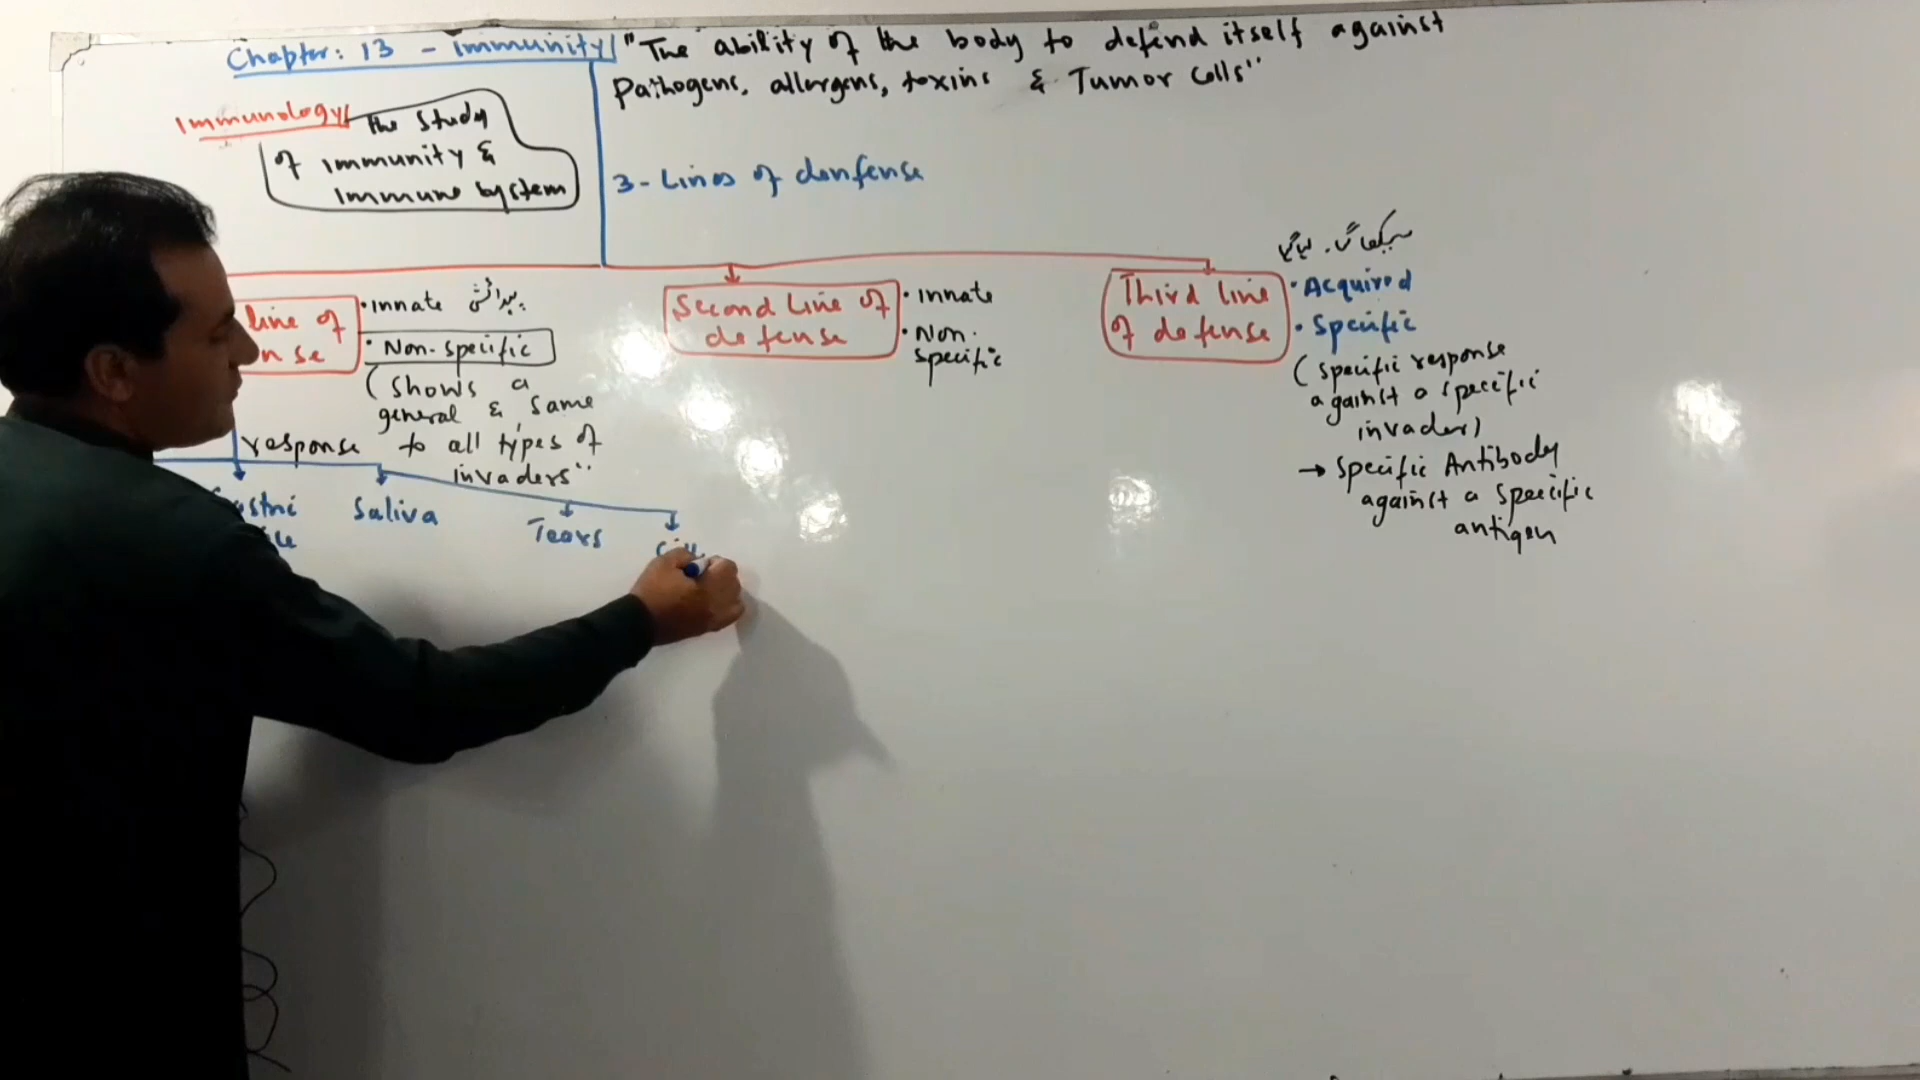 Chapter: 13 - Immunity "The ability of the body to defend itself against
Pathogens, allergens, toxins & Tumor Cells"
Immunology the study
of immunity &
immune system
3-Lines of donfense
line of
nse
• Innate پیدائشی
• Non-specific
(shows a
general & same
response to all types of
invaders"
stric
Saliva
Tears
Second Line of
defense
• Innate
• Non-
specific
Third line
of defense
• Acquired
• Specific
(specific response
against a specific
invader)
→ Specific Antibody
against a specific
antigen